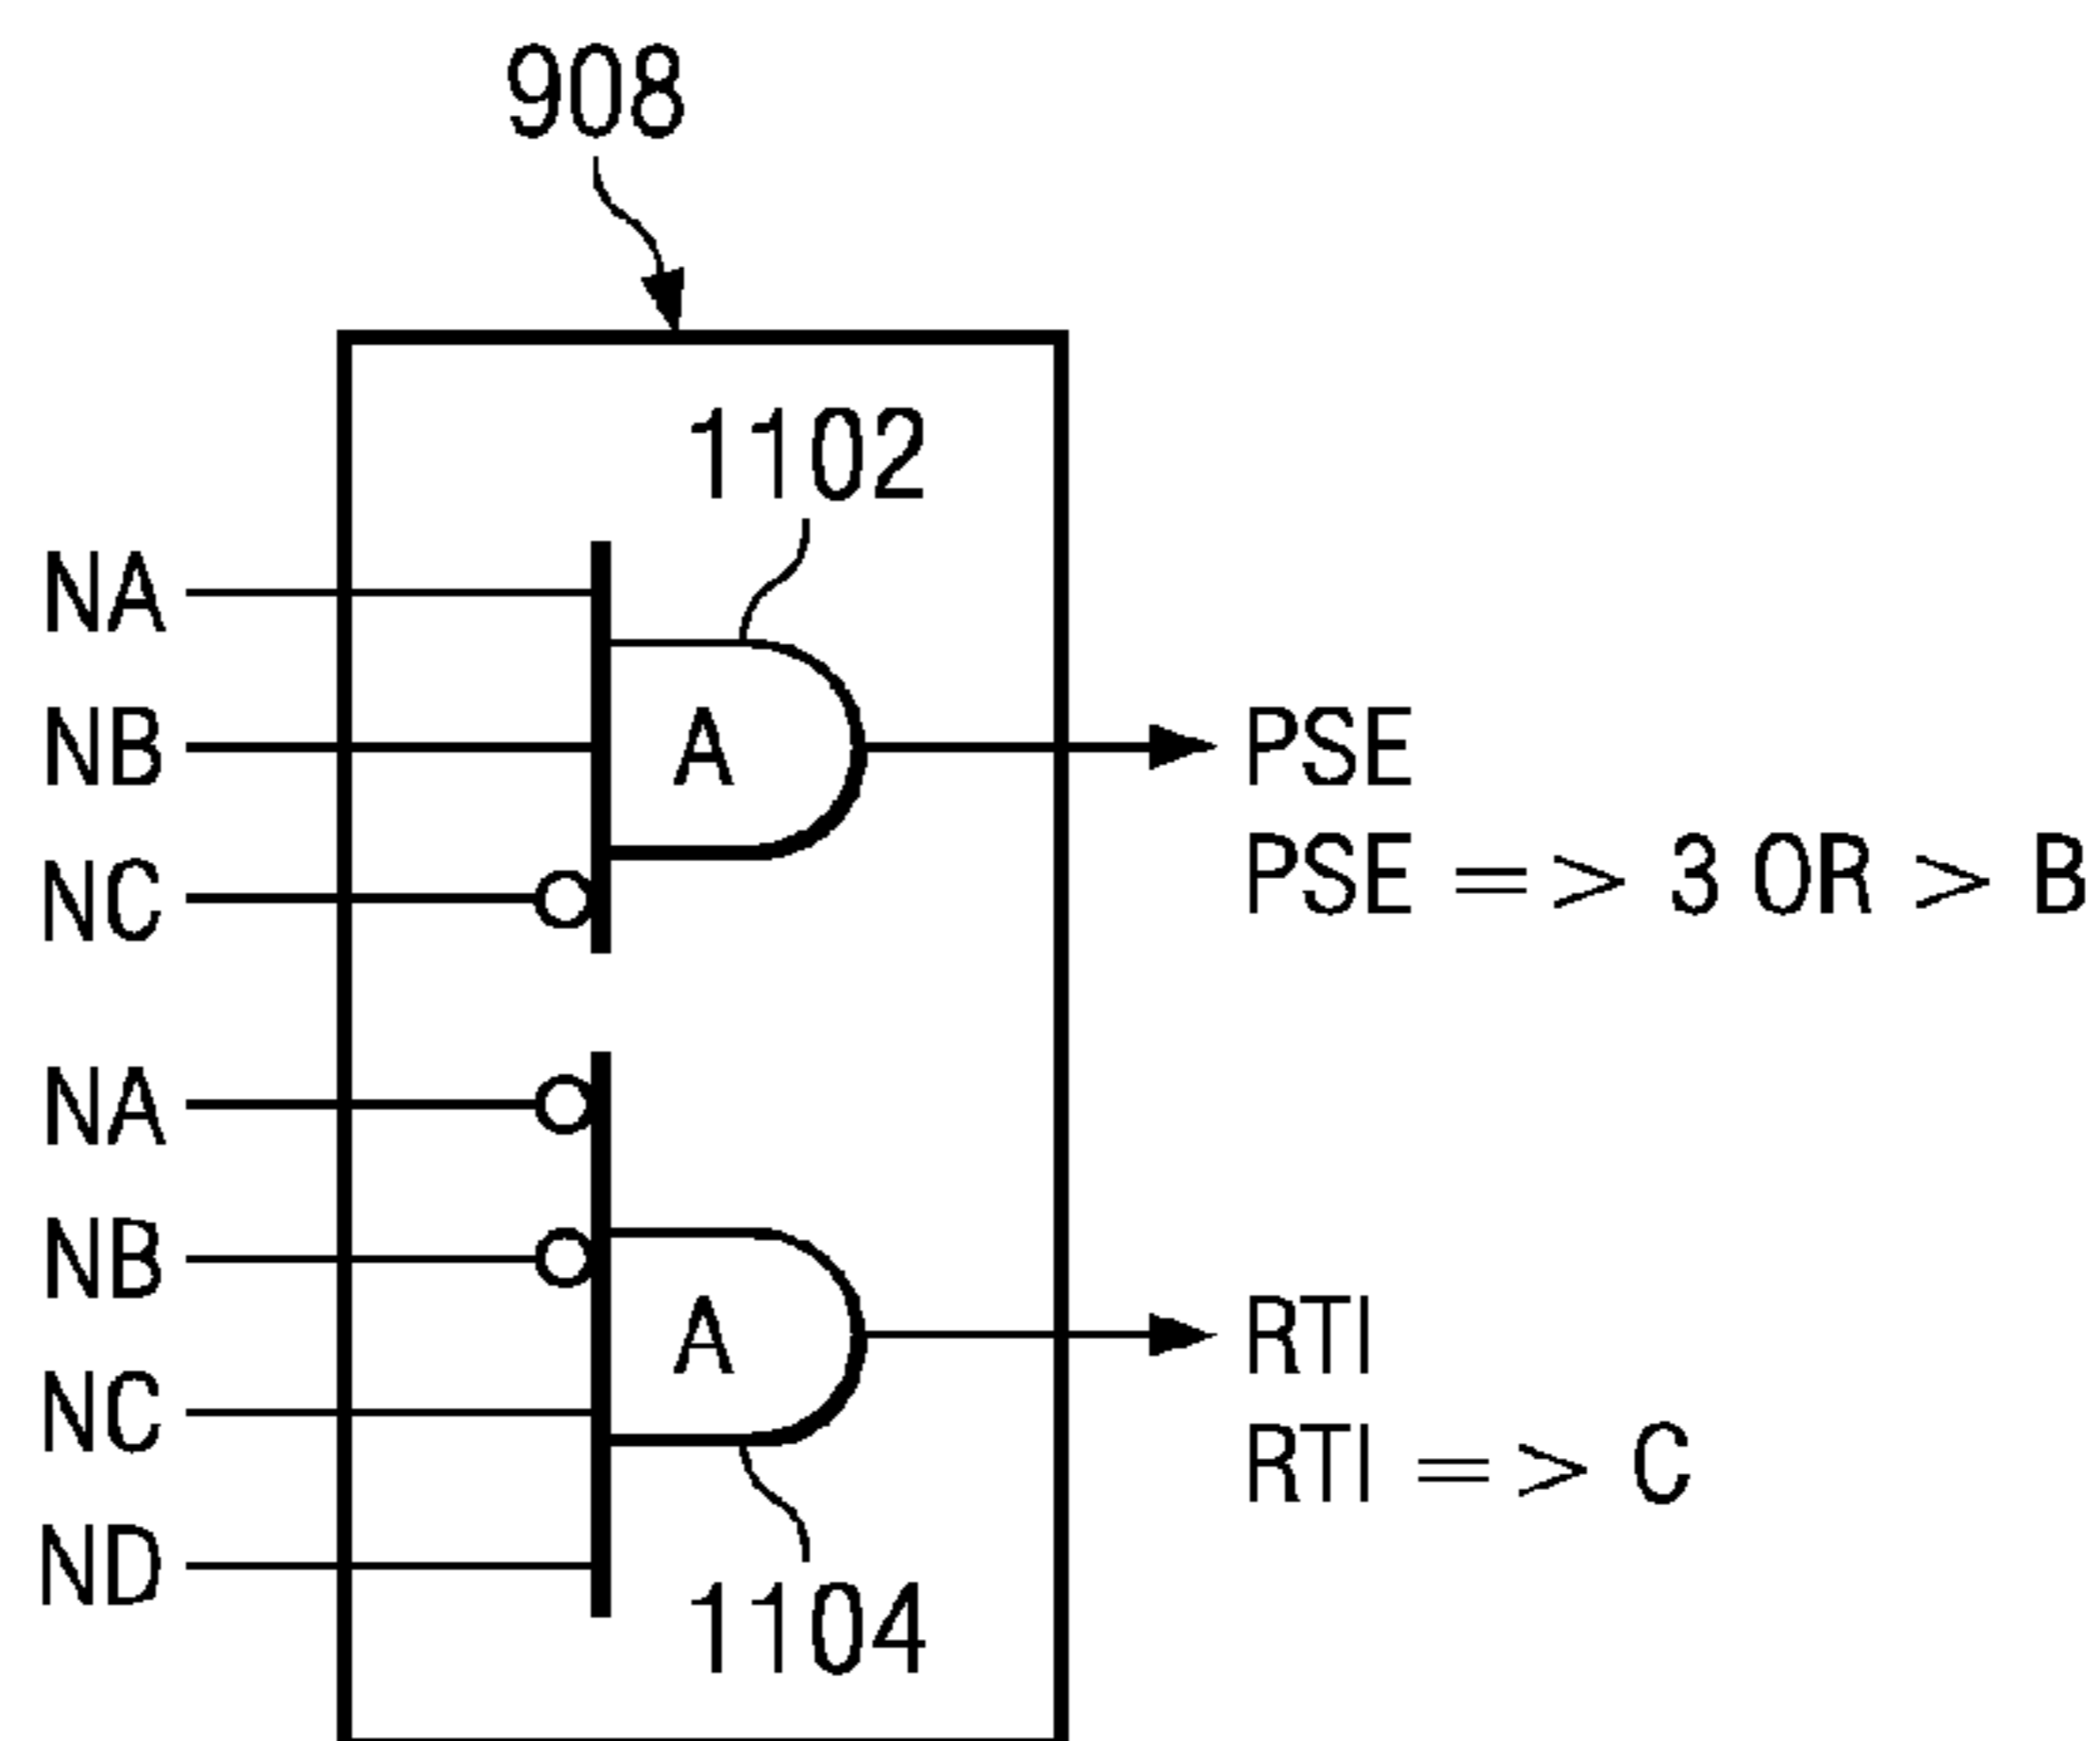 908
1102
NA
NB
A
PSE
NC
PSE => 3 OR > B
NA
NB
A
RTI
NC
RTI => C
ND
1104